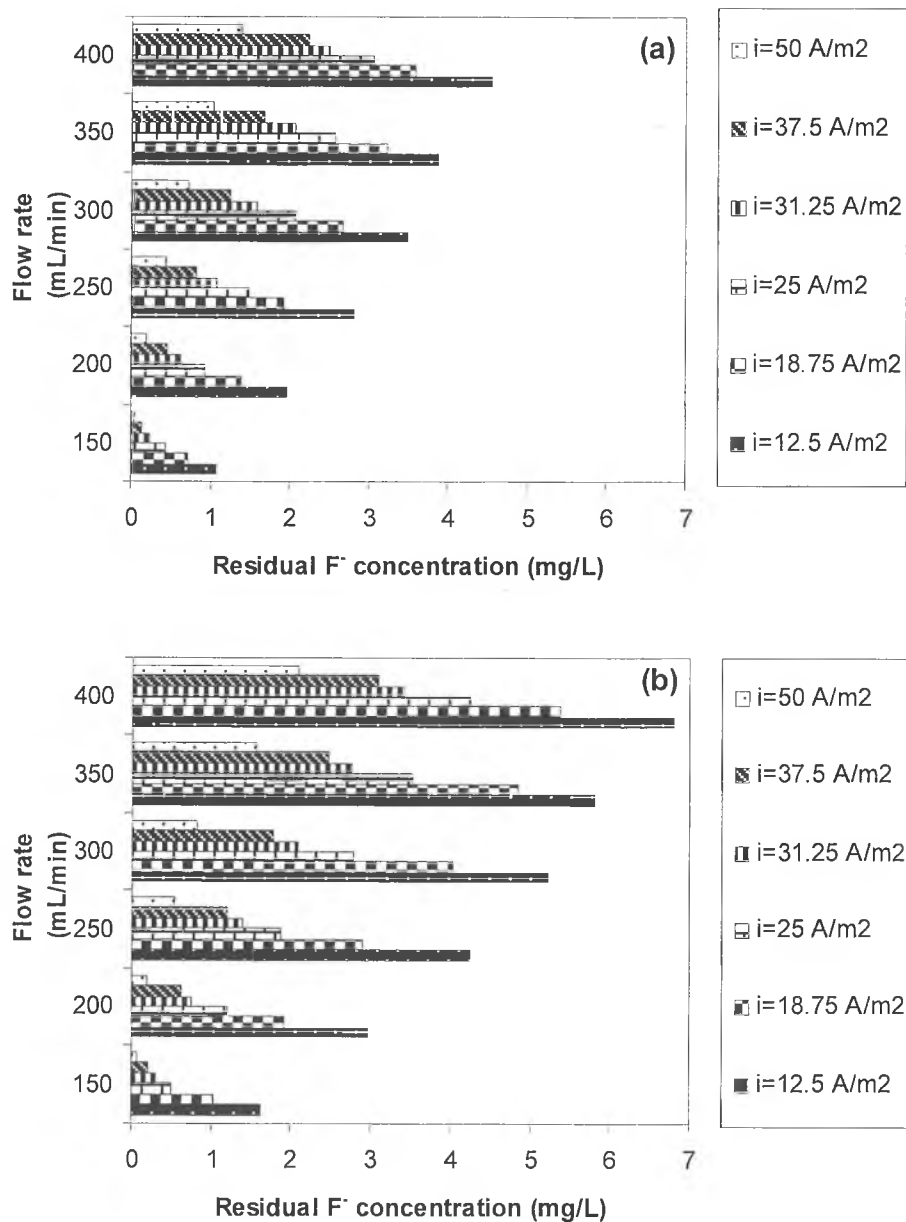 (a)
400
350
300
250
200
150
Flow rate
(mL/min)
0 1 2 3 4 5 6 7
Residual F- concentration (mg/L)
i=50 A/m2
i=37.5 A/m2
i=31.25 A/m2
i=25 A/m2
i=18.75 A/m2
i=12.5 A/m2
(b)
400
350
300
250
200
150
Flow rate
(mL/min)
0 1 2 3 4 5 6 7
Residual F- concentration (mg/L)
i=50 A/m2
i=37.5 A/m2
i=31.25 A/m2
i=25 A/m2
i=18.75 A/m2
i=12.5 A/m2